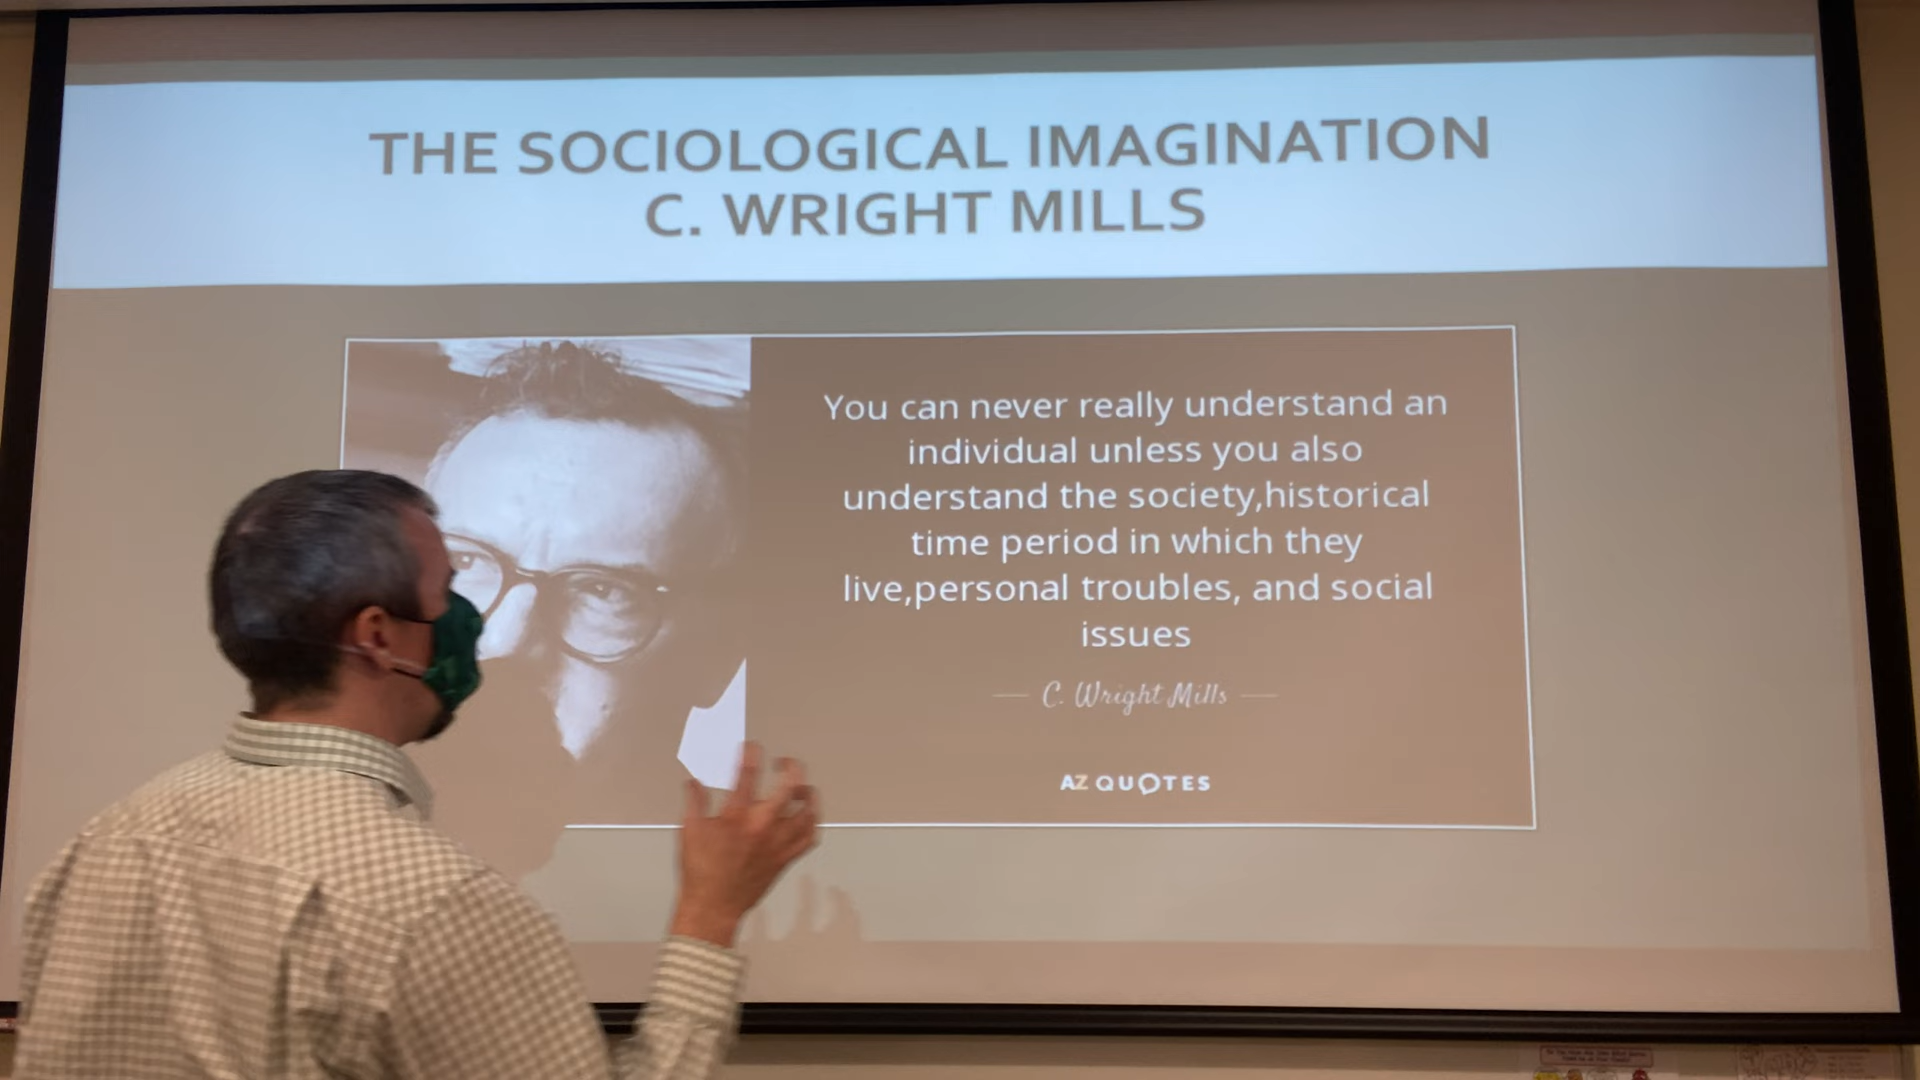 THE SOCIOLOGICAL IMAGINATION
C. WRIGHT MILLS
You can never really understand an
individual unless you also
understand the society,historical
time period in which they
live,personal troubles, and social
issues
C. Wright Mills
AZ QUOTES